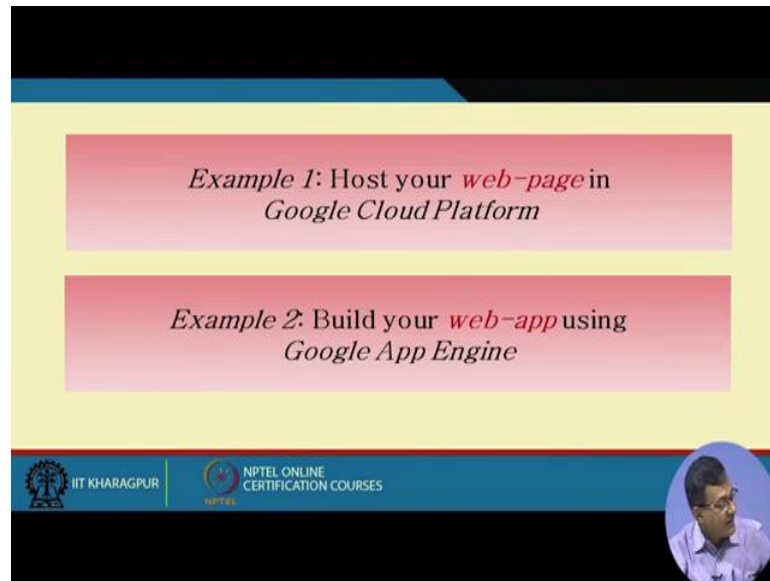 Example 1: Host your web-page in
Google Cloud Platform
Example 2: Build your web-app using
Google App Engine
IIT KHARAGPUR
NPTEL ONLINE
CERTIFICATION COURSES
NPTEL